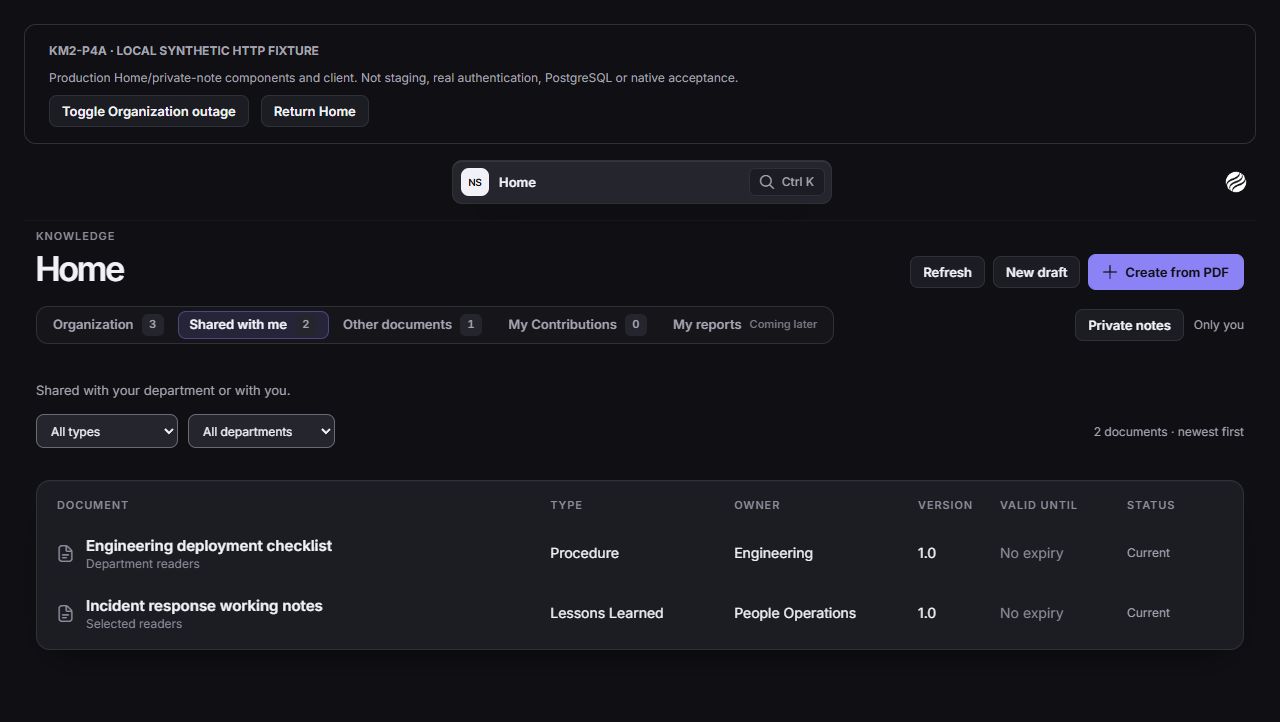 KM2-P4A · LOCAL SYNTHETIC HTTP FIXTURE
Production Home/private-note components and client. Not staging, real authentication, PostgreSQL or native acceptance.
Toggle Organization outage Return Home
NS Home Ctrl K
KNOWLEDGE
Home
Refresh New draft Create from PDF
Organization 3 Shared with me 2 Other documents 1 My Contributions 0 My reports Coming later Private notes Only you
Shared with your department or with you.
All types All departments 2 documents · newest first
DOCUMENT TYPE OWNER VERSION VALID UNTIL STATUS
Engineering deployment checklist Procedure Engineering 1.0 No expiry Current
Department readers
Incident response working notes Lessons Learned People Operations 1.0 No expiry Current
Selected readers